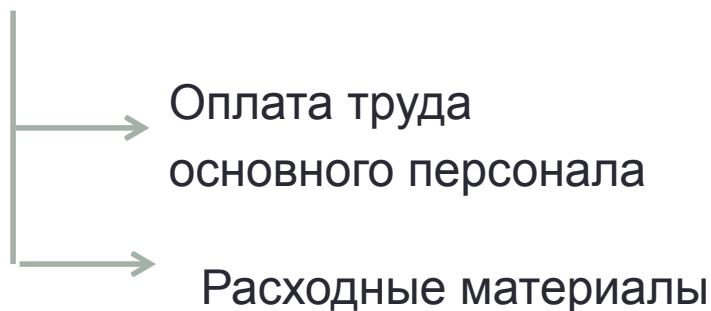 Оплата труда
основного персонала
Расходные материалы